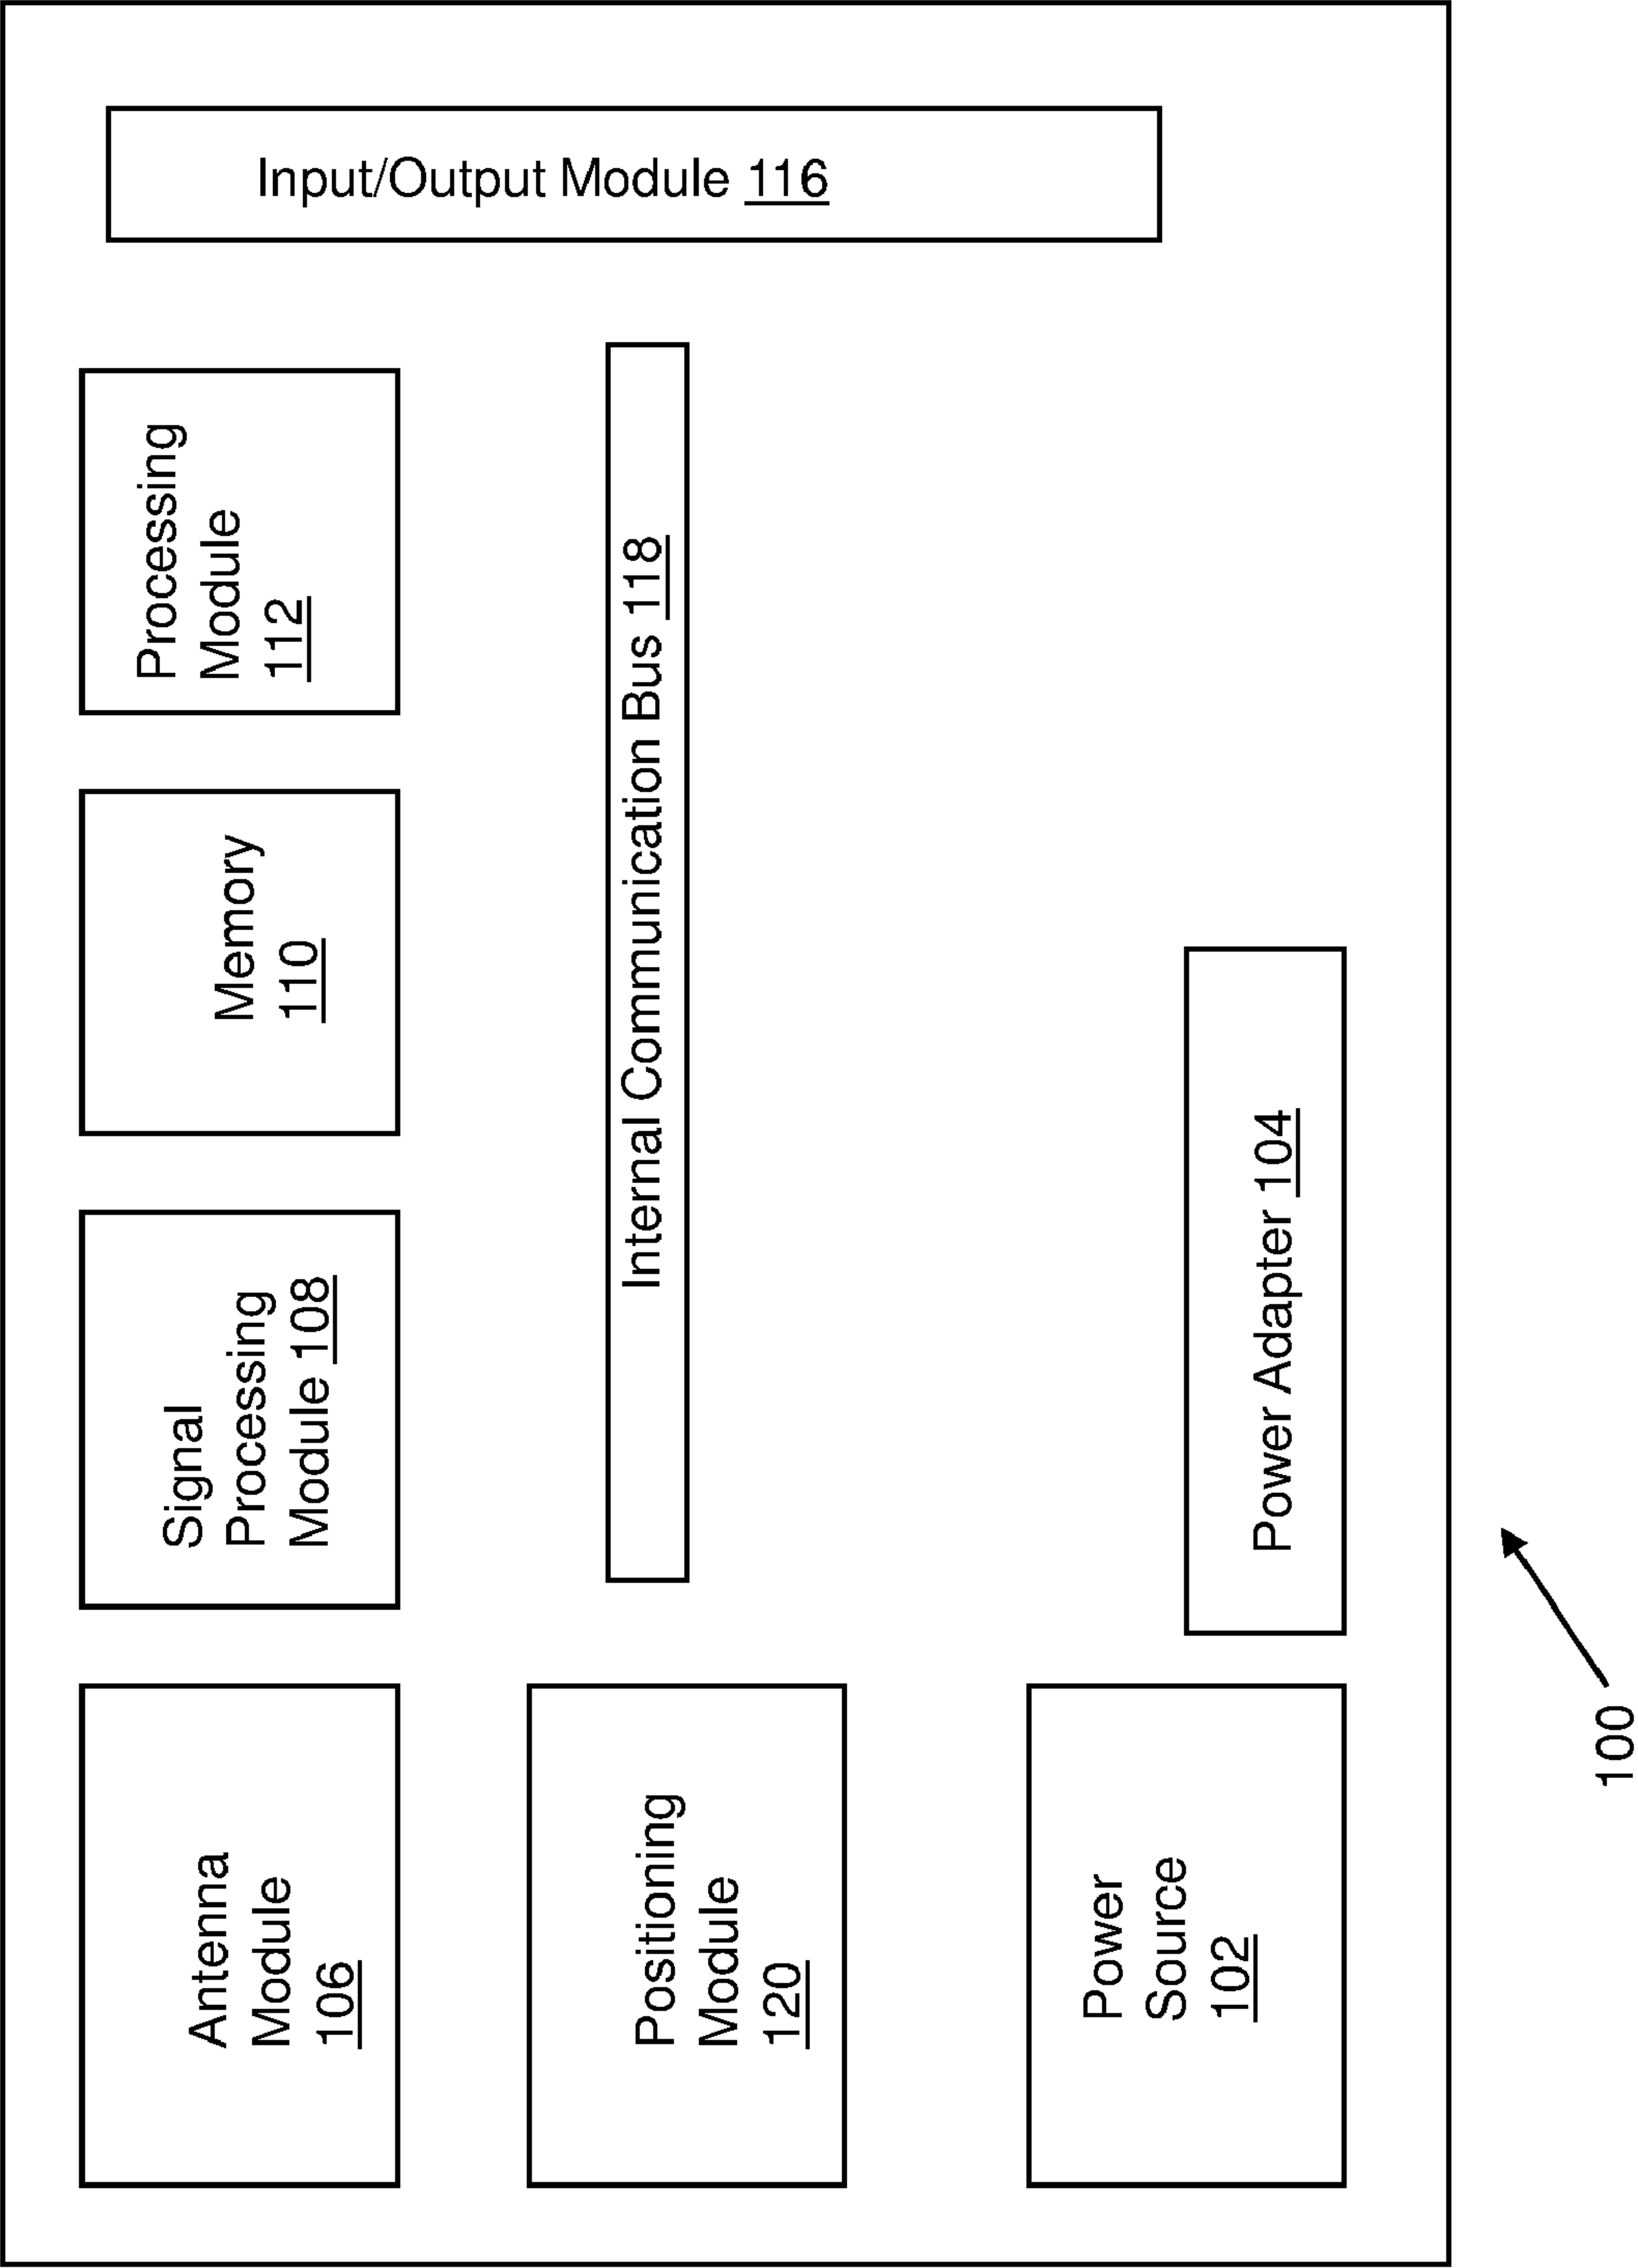 Antenna
Module
106
Signal
Processing
Module 108
Memory
110
Processing
Module
112
Input/Output Module 116
Positioning
Module
120
Internal Communication Bus 118
Power
Source
102
Power Adapter 104
100